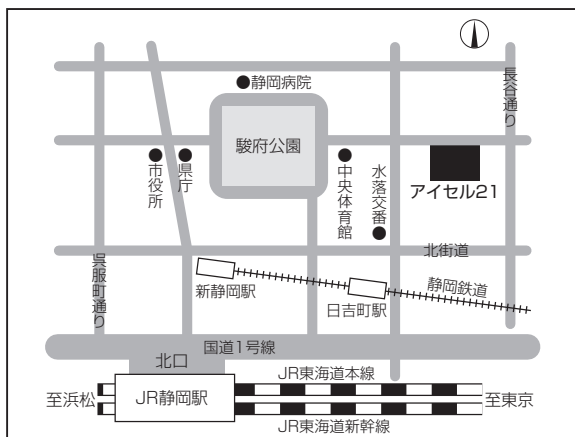 静岡病院
長谷通り
駿府公園
市役所
県庁
中央体育館
水落交番
アイセル21
北街道
呉服町通り
新静岡駅
日吉町駅
静岡鉄道
国道1号線
北口
JR東海道本線
至浜松
JR静岡駅
至東京
JR東海道新幹線